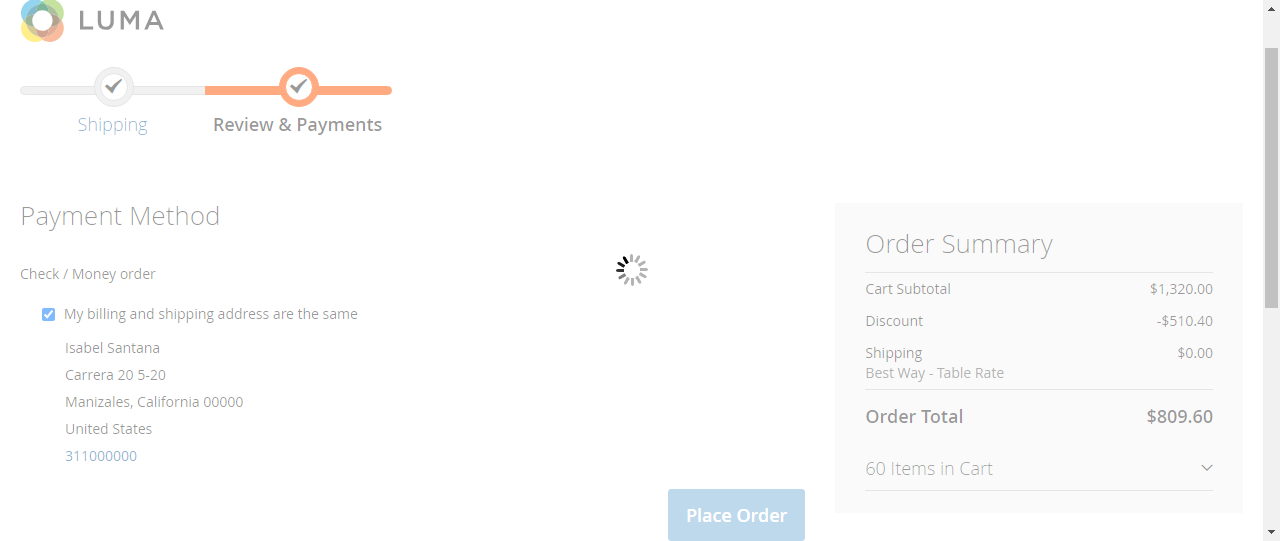 LUMA
Shipping
Review & Payments
Payment Method
Check / Money order
My billing and shipping address are the same
Isabel Santana
Carrera 20 5-20
Manizales, California 00000
United States
311000000
Place Order
Order Summary
Cart Subtotal $1,320.00
Discount -$510.40
Shipping $0.00
Best Way - Table Rate
Order Total $809.60
60 Items in Cart